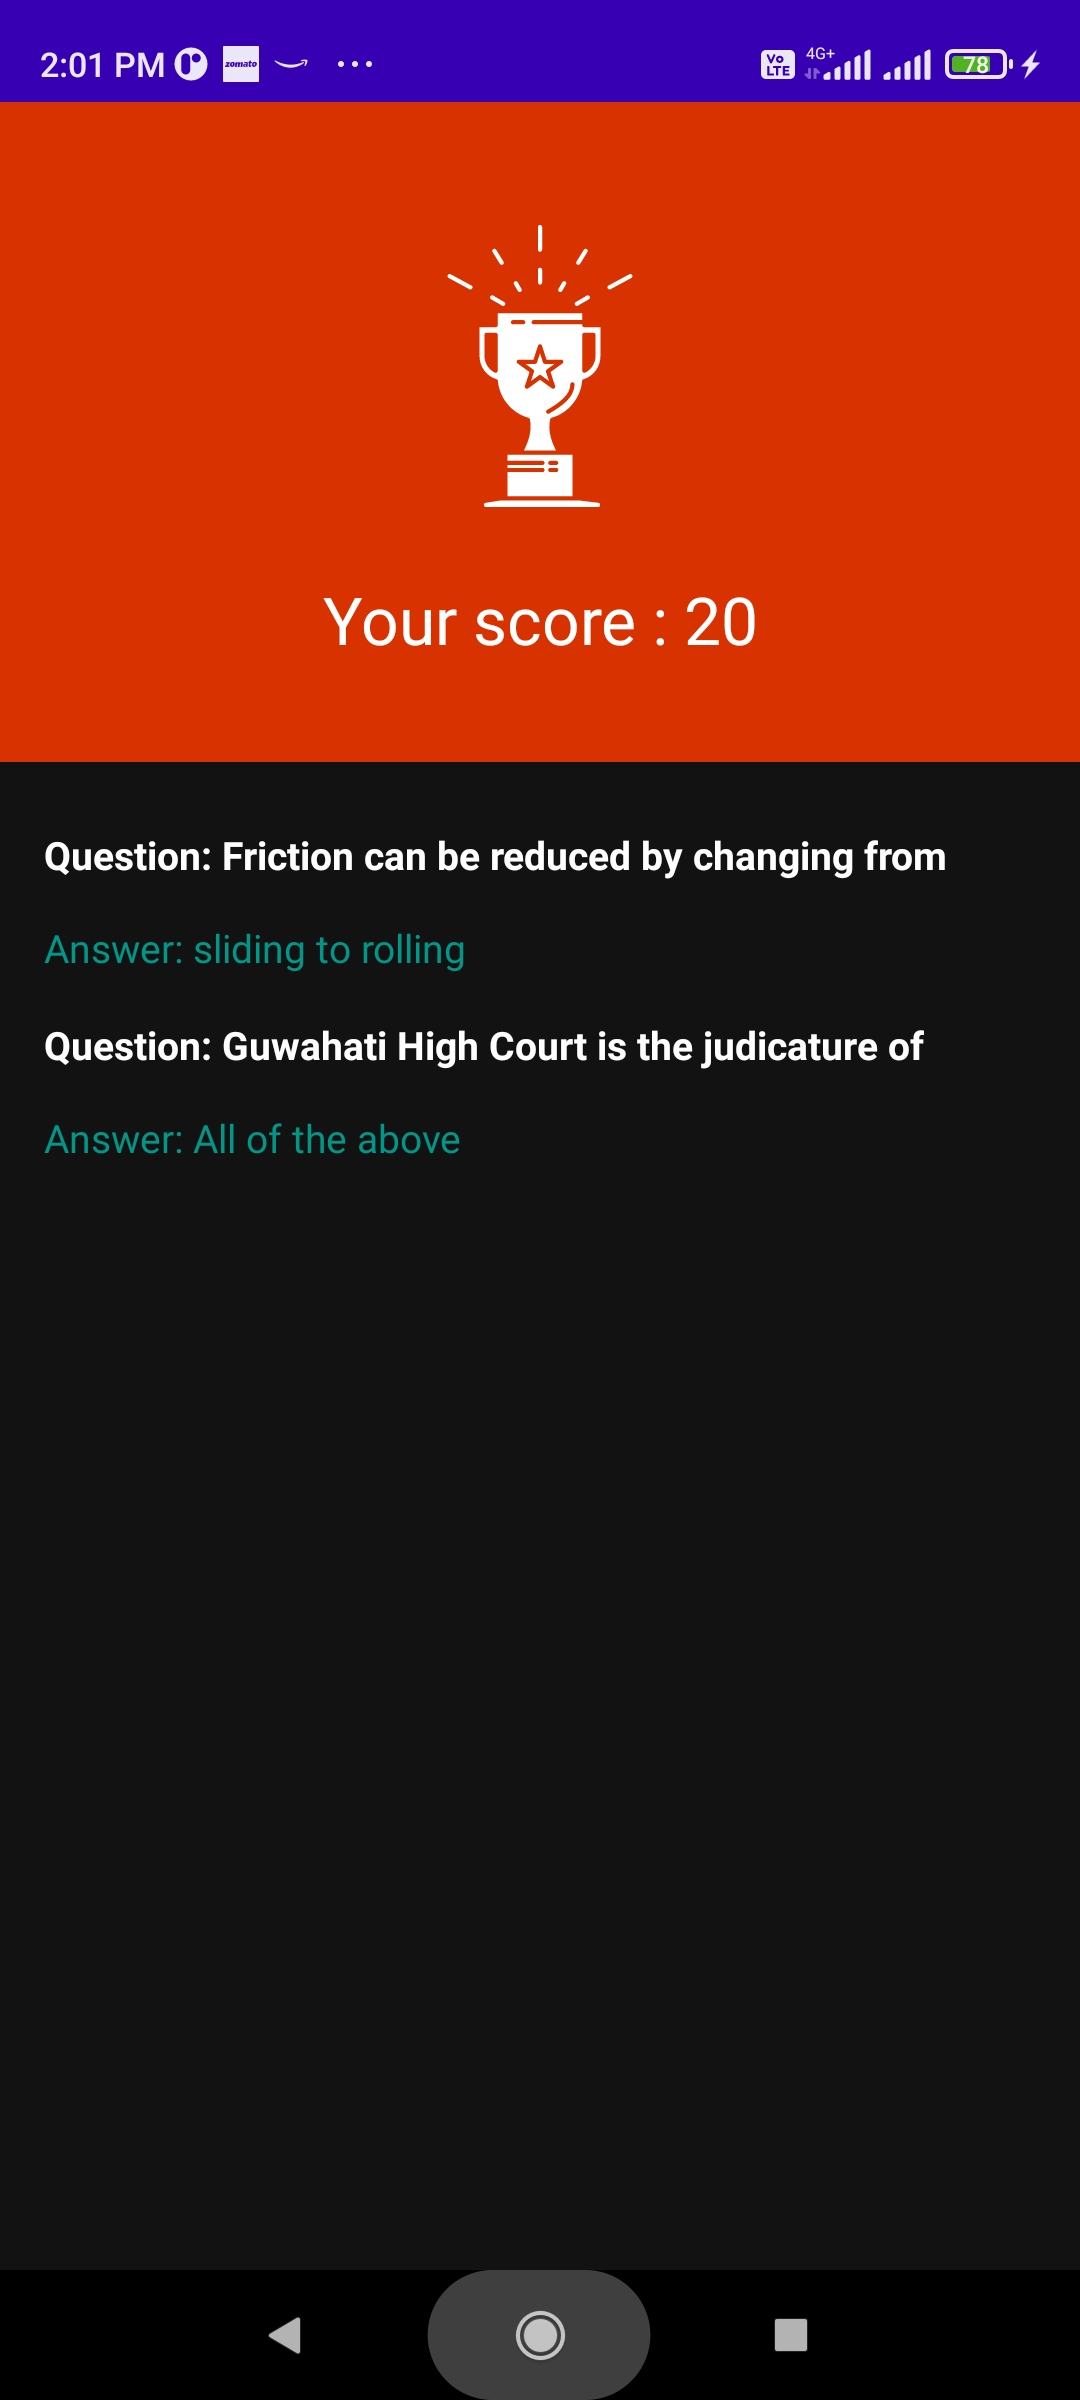 2:01 PM zomato ... Vo LTE 4G+ 78
Your score : 20
Question: Friction can be reduced by changing from
Answer: sliding to rolling
Question: Guwahati High Court is the judicature of
Answer: All of the above